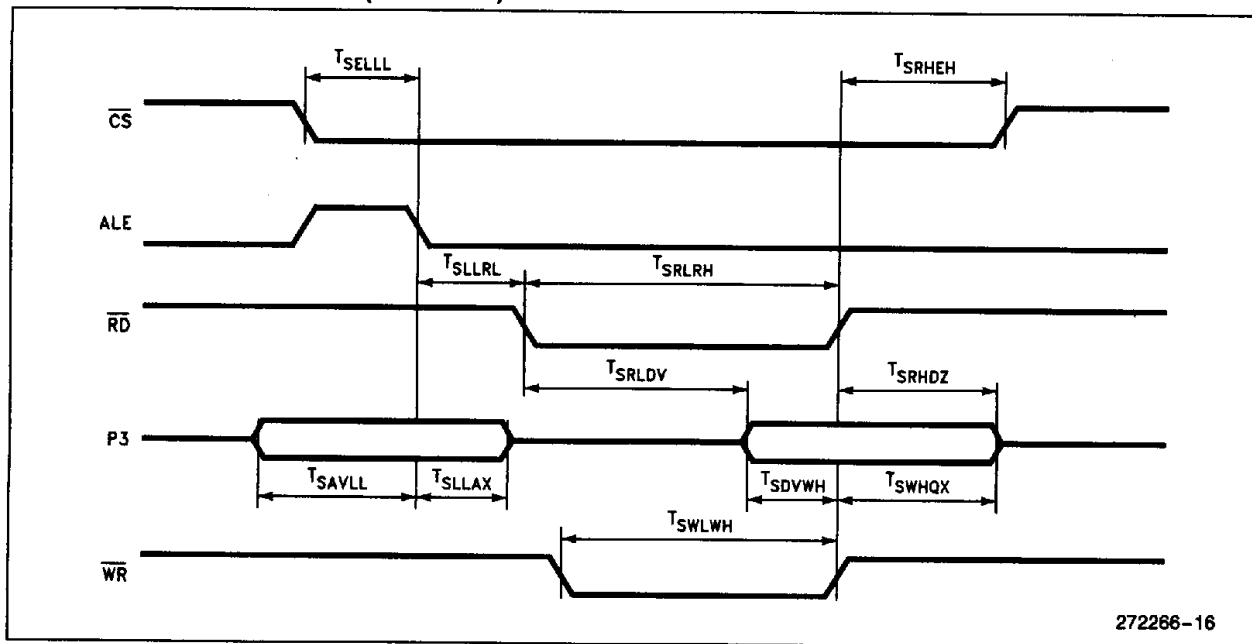 T_SELLL
T_SRHEH
CS
ALE
T_SLLRL
T_SRLRH
RD
T_SRLDV
T_SRHDZ
P3
T_SAVLL
T_SLLAX
T_SDVWH
T_SWHQX
T_SWLWH
WR
272266-16